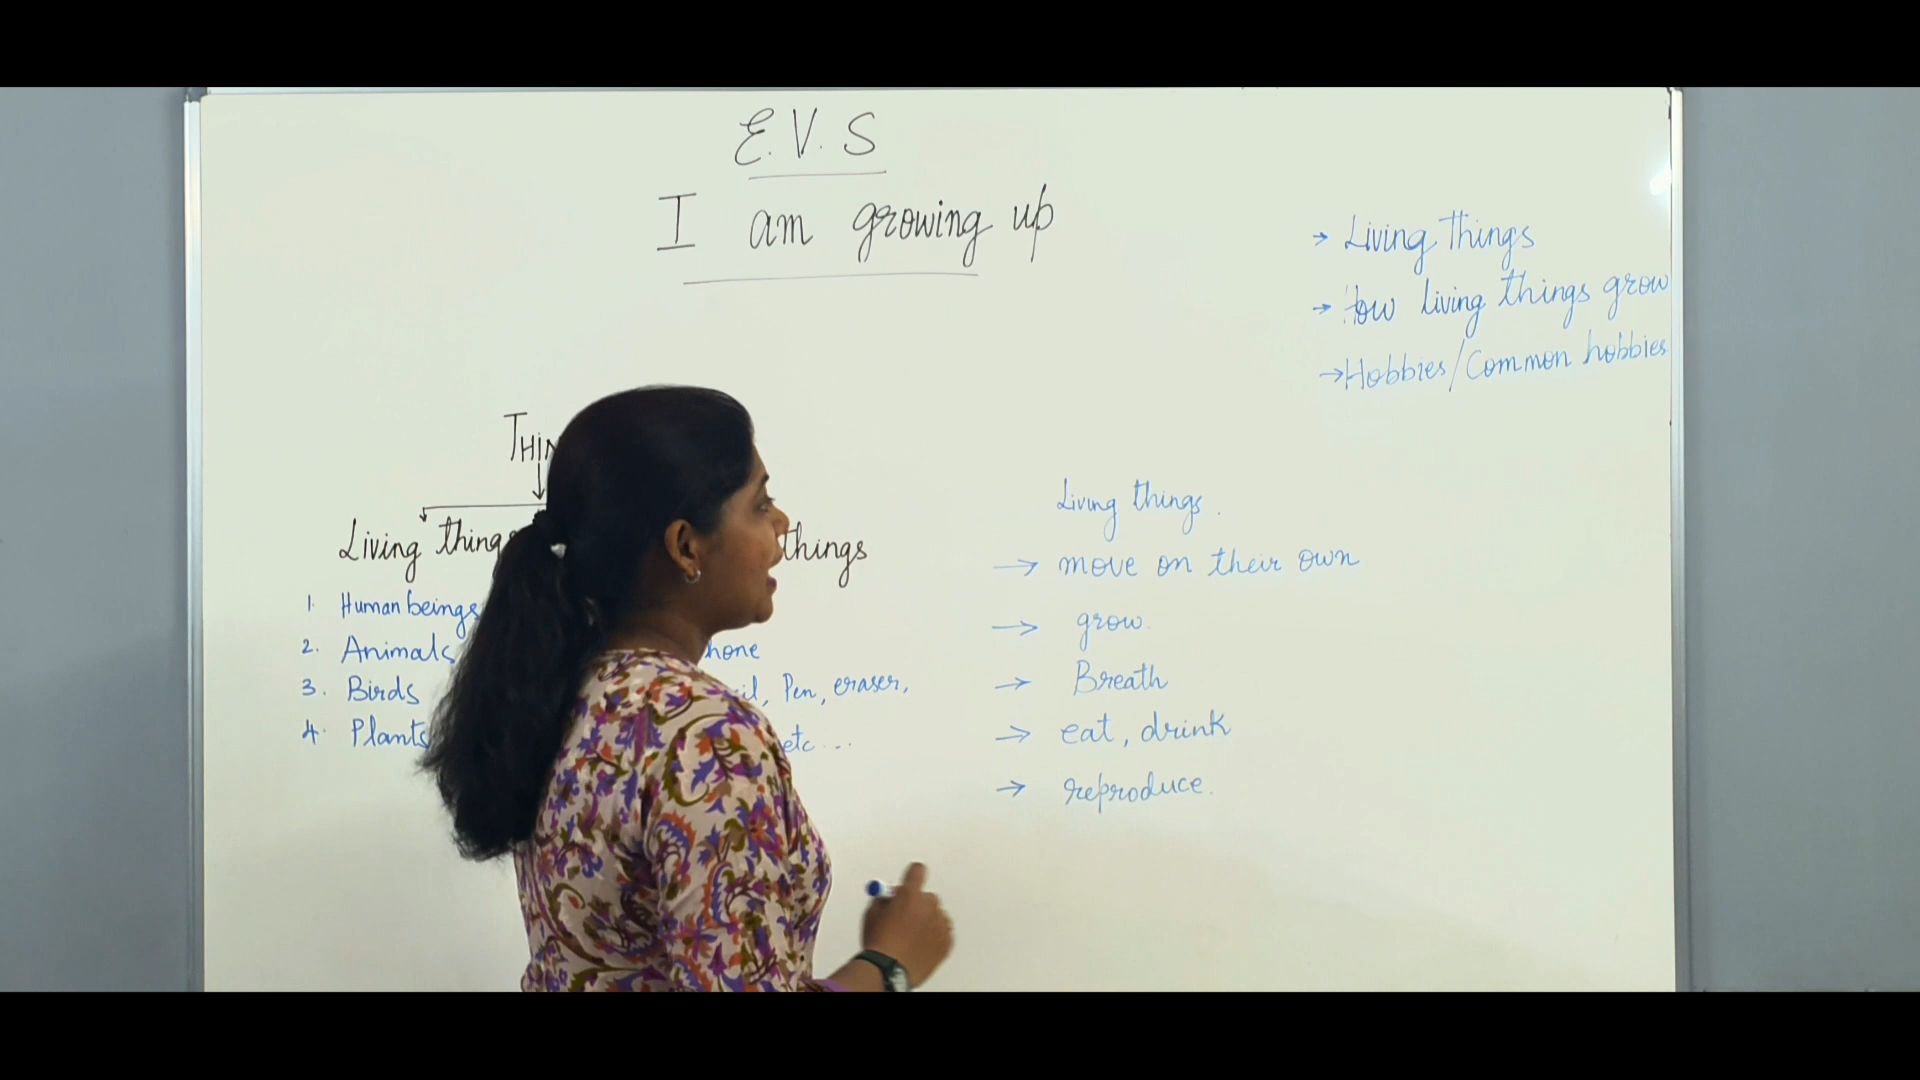 E.V.S
I am growing up
→ Living things
→ How living things grow
→ Hobbies/Common hobbies
Living things
things
1. Human beings
2. Animals
3. Birds
Pen, eraser,
4. Plants
etc...
Living things.
→ move on their own
→ grow.
→ Breath
→ eat, drink
→ reproduce.